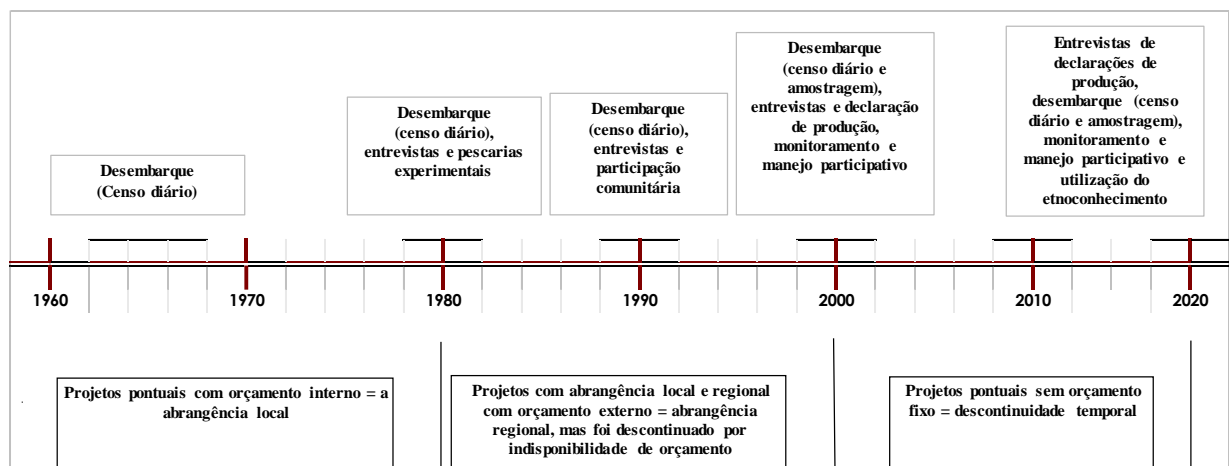 Desembarque
(Censo diário)
Desembarque
(censo diário),
entrevistas e pescarias
experimentais
Desembarque
(censo diário),
entrevistas e
participação
comunitária
Desembarque
(censo diário e
amostragem),
entrevistas e declaração
de produção,
monitoramento e
manejo participativo
Entrevistas de
declarações de
produção,
desembarque (censo
diário e amostragem),
monitoramento e
manejo participativo e
utilização do
etnoconhecimento
1960 1970 1980 1990 2000 2010 2020
Projetos pontuais com orçamento interno = a
abrangência local
Projetos com abrangência local e regional
com orçamento externo = abrangência
regional, mas foi descontinuado por
indisponibilidade de orçamento
Projetos pontuais sem orçamento
fixo = descontinuidade temporal